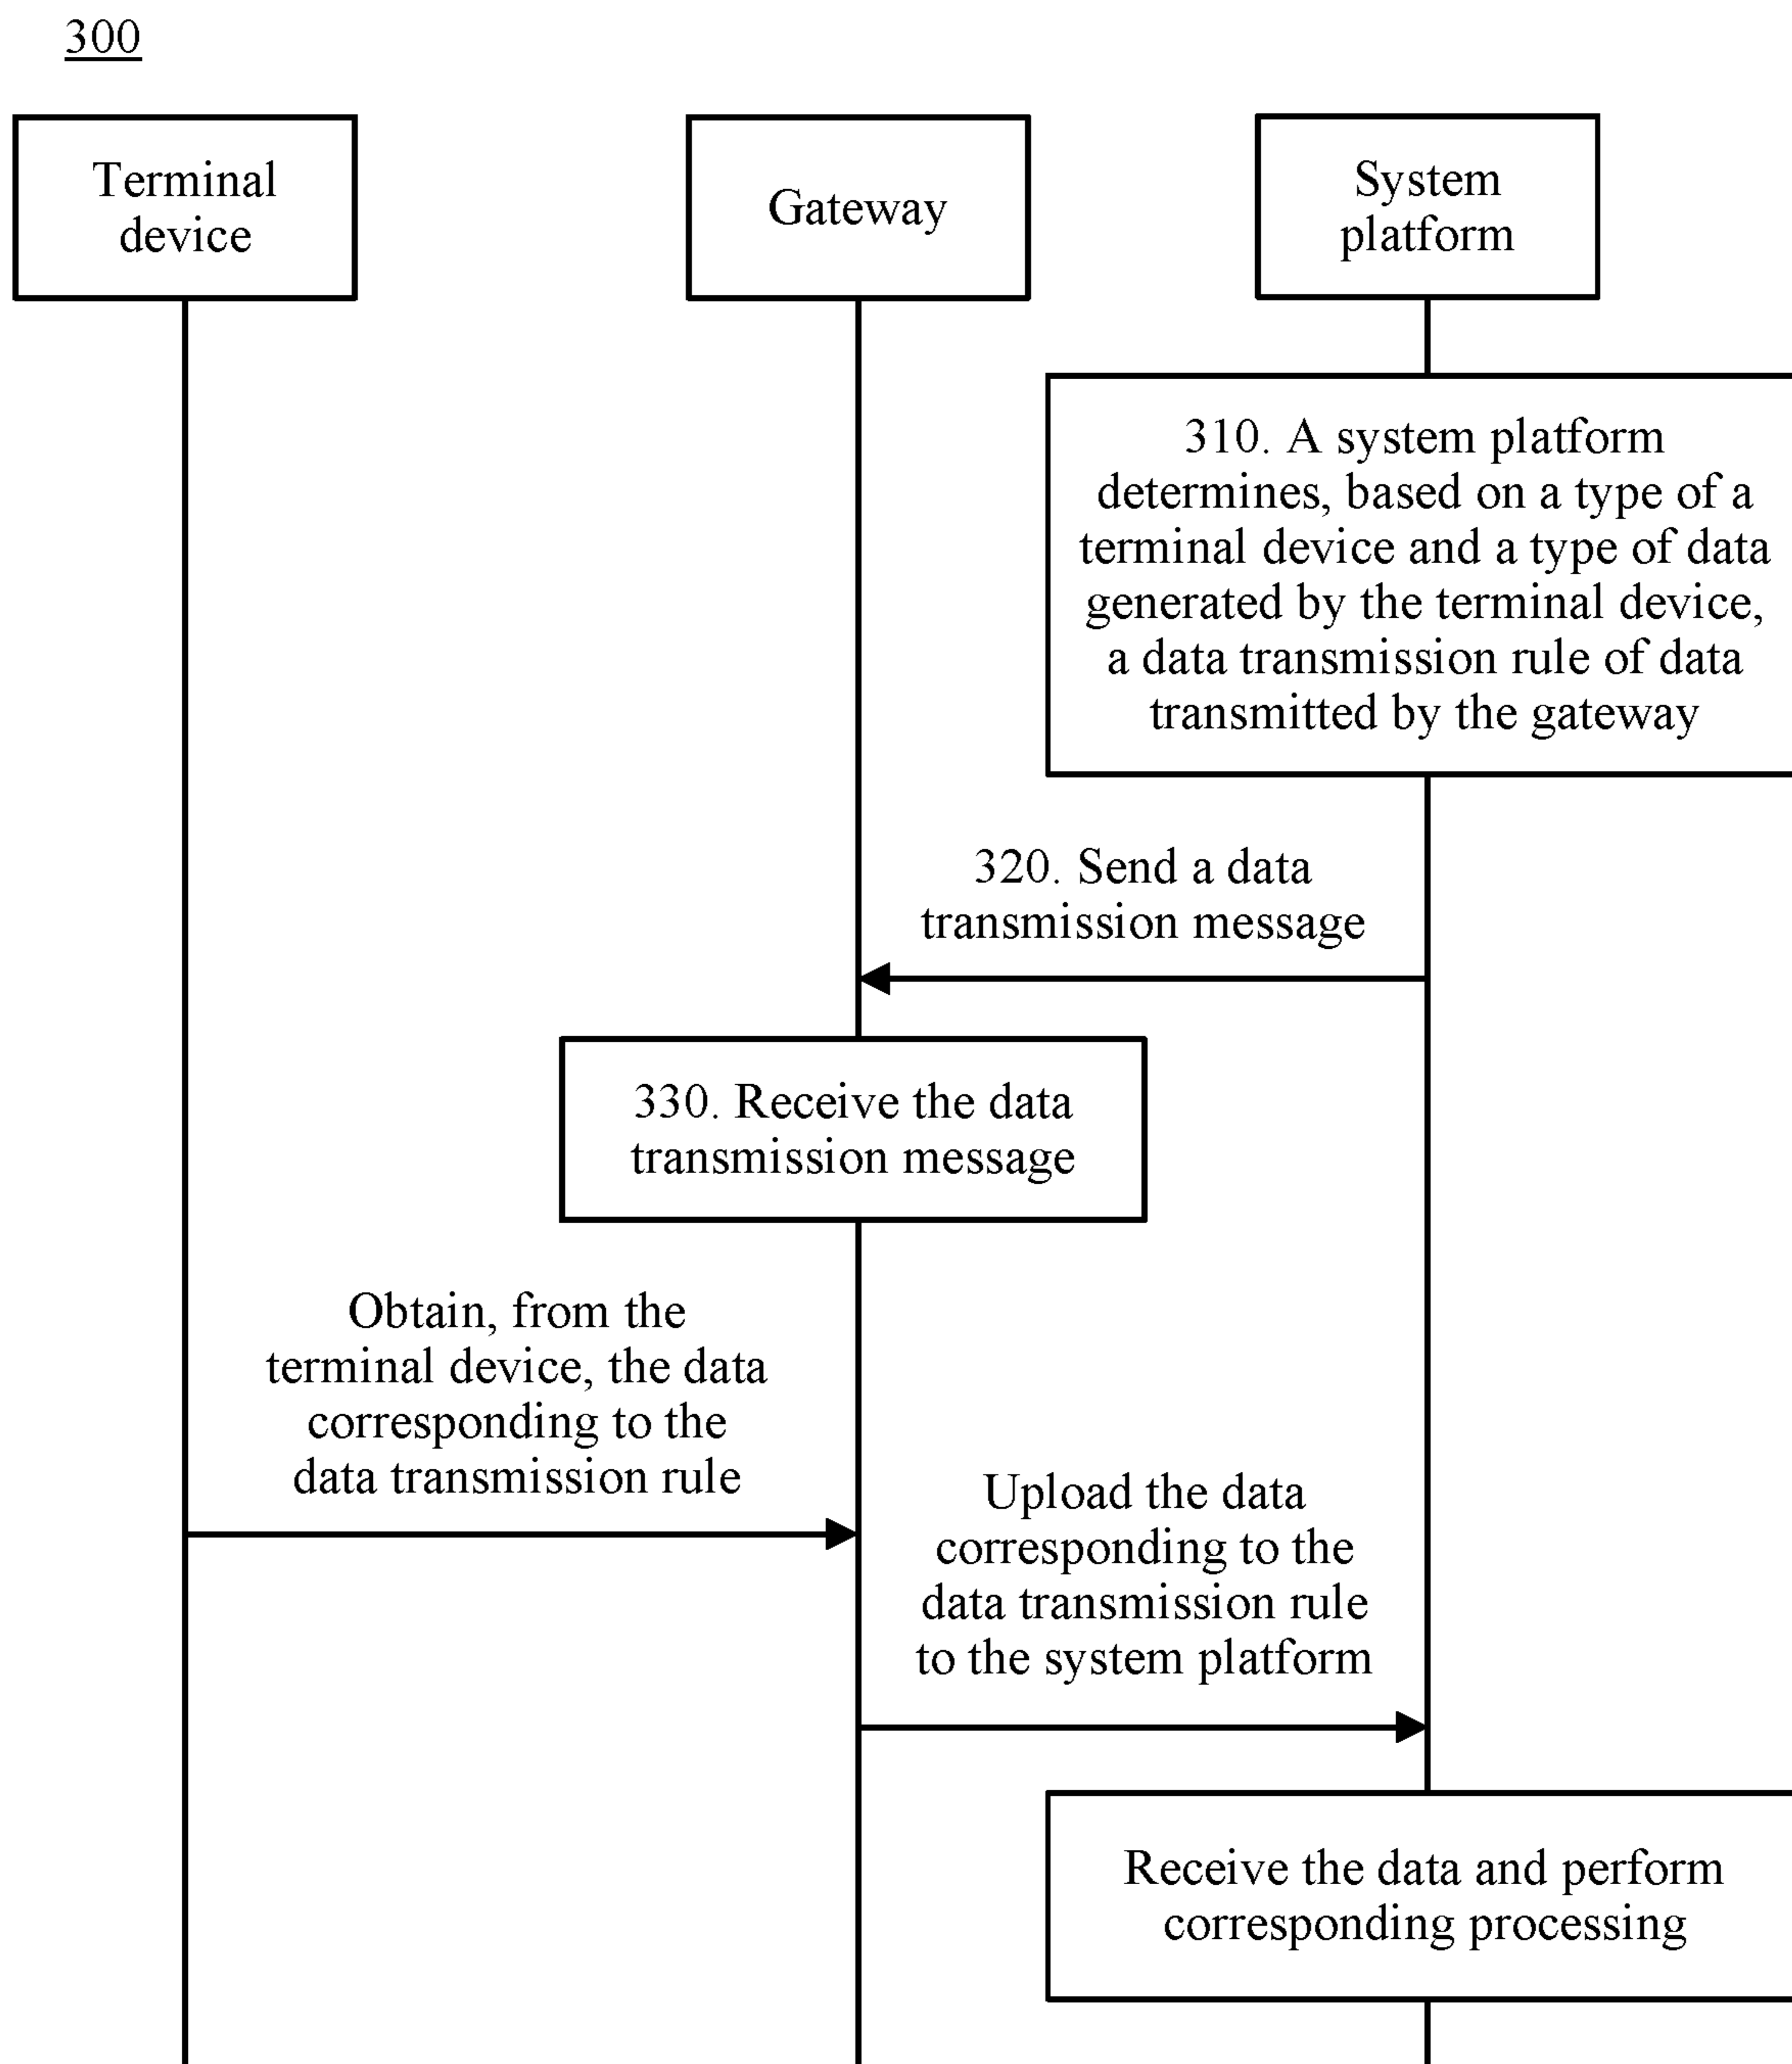 300
Terminal
device
Gateway
System
platform
310. A system platform
determines, based on a type of a
terminal device and a type of data
generated by the terminal device,
a data transmission rule of data
transmitted by the gateway
320. Send a data
transmission message
330. Receive the data
transmission message
Obtain, from the
terminal device, the data
corresponding to the
data transmission rule
Upload the data
corresponding to the
data transmission rule
to the system platform
Receive the data and perform
corresponding processing